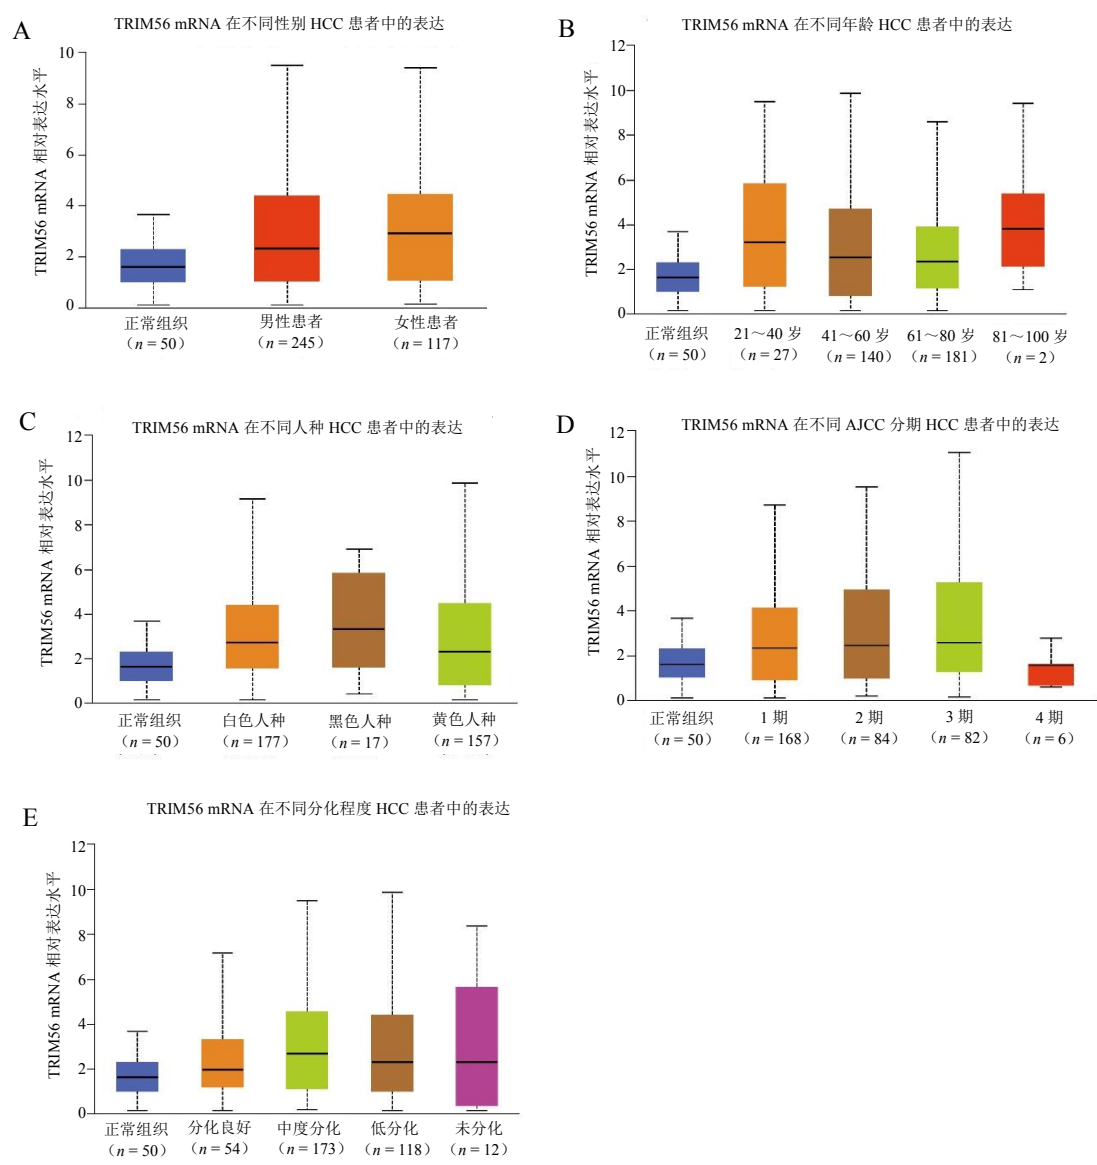 A
TRIM56 mRNA 在不同性别 HCC 患者中的表达
TRIM56 mRNA 相对表达水平
10
8
6
4
2
0
正常组织 男性患者 女性患者
（n = 50） （n = 245） （n = 117）
B
TRIM56 mRNA 在不同年龄 HCC 患者中的表达
TRIM56 mRNA 相对表达水平
12
10
8
6
4
2
0
正常组织 21～40 岁 41～60 岁 61～80 岁 81～100 岁
（n = 50） （n = 27） （n = 140） （n = 181） （n = 2）
C
TRIM56 mRNA 在不同人种 HCC 患者中的表达
TRIM56 mRNA 相对表达水平
12
10
8
6
4
2
0
正常组织 白色人种 黑色人种 黄色人种
（n = 50） （n = 177） （n = 17） （n = 157）
D
TRIM56 mRNA 在不同 AJCC 分期 HCC 患者中的表达
TRIM56 mRNA 相对表达水平
12
10
8
6
4
2
0
正常组织 1 期 2 期 3 期 4 期
（n = 50） （n = 168） （n = 84） （n = 82） （n = 6）
E
TRIM56 mRNA 在不同分化程度 HCC 患者中的表达
TRIM56 mRNA 相对表达水平
12
10
8
6
4
2
0
正常组织 分化良好 中度分化 低分化 未分化
（n = 50） （n = 54） （n = 173） （n = 118） （n = 12）